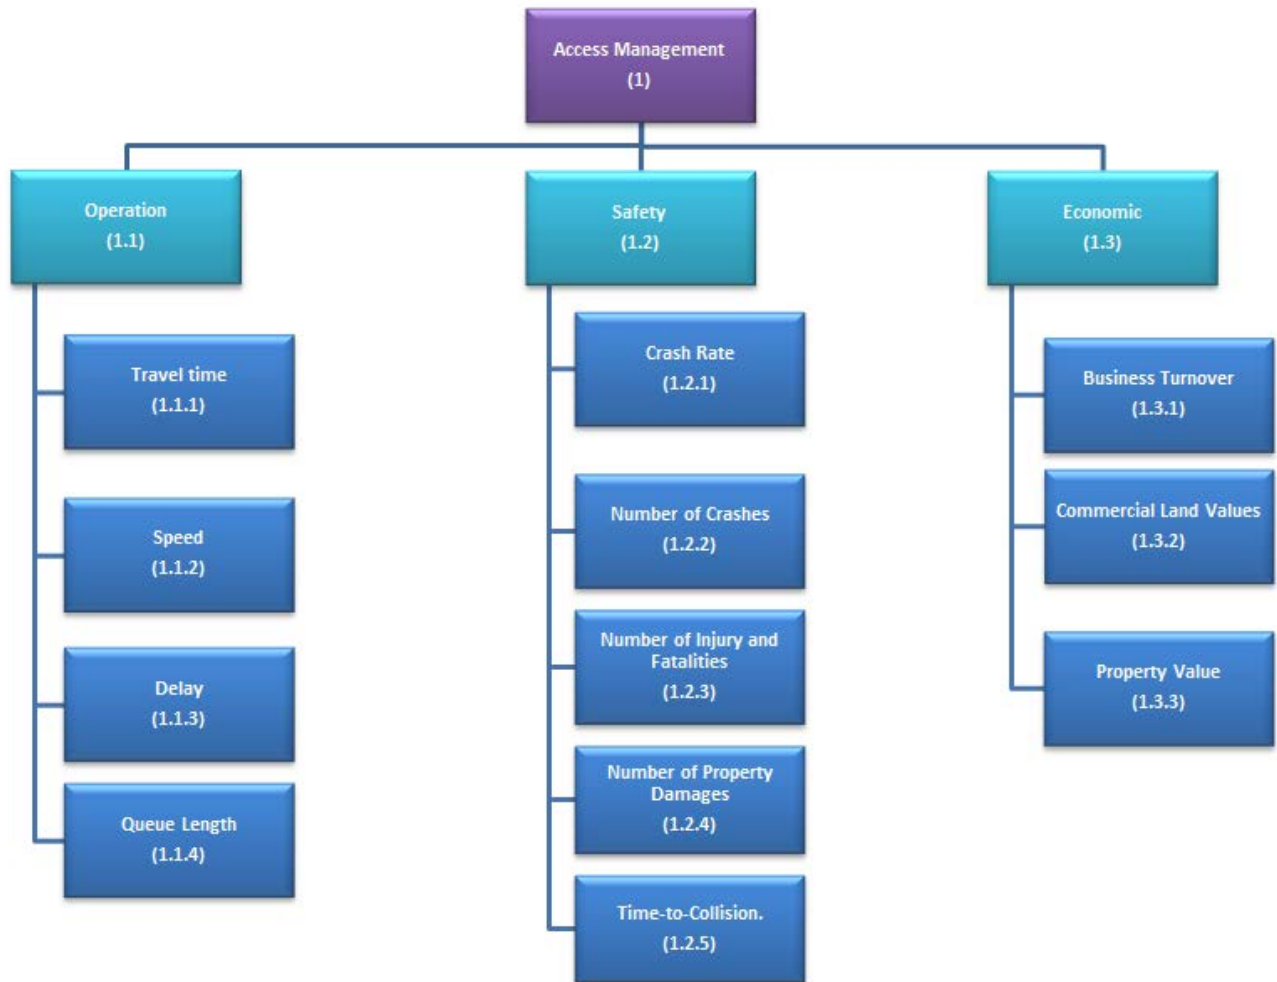 Access Management
(1)
Operation
(1.1)
Travel time
(1.1.1)
Speed
(1.1.2)
Delay
(1.1.3)
Queue Length
(1.1.4)
Safety
(1.2)
Crash Rate
(1.2.1)
Number of Crashes
(1.2.2)
Number of Injury and
Fatalities
(1.2.3)
Number of Property
Damages
(1.2.4)
Time-to-Collision.
(1.2.5)
Economic
(1.3)
Business Turnover
(1.3.1)
Commercial Land Values
(1.3.2)
Property Value
(1.3.3)